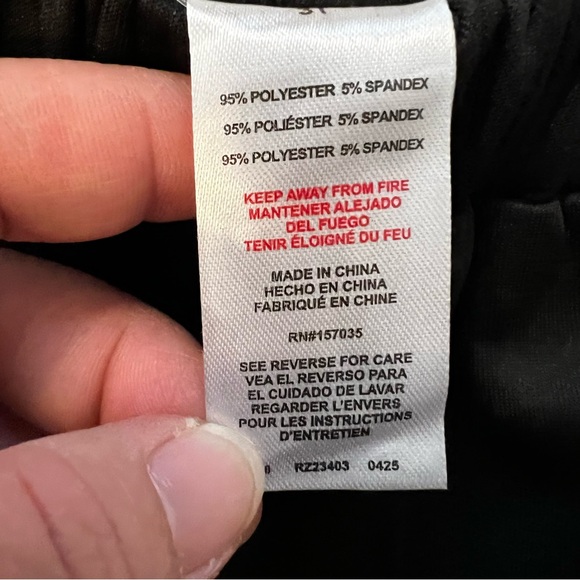 95% POLYESTER 5% SPANDEX
95% POLIÉSTER 5% SPANDEX
95% POLYESTER 5% SPANDEX
KEEP AWAY FROM FIRE
MANTENER ALEJADO
DEL FUEGO
TENIR ÉLOIGNÉ DU FEU
MADE IN CHINA
HECHO EN CHINA
FABRIQUÉ EN CHINE
RN#157035
SEE REVERSE FOR CARE
VEA EL REVERSO PARA
EL CUIDADO DE LAVAR
REGARDER L'ENVERS
POUR LES INSTRUCTIONS
D'ENTRETIEN
RZ23403 0425